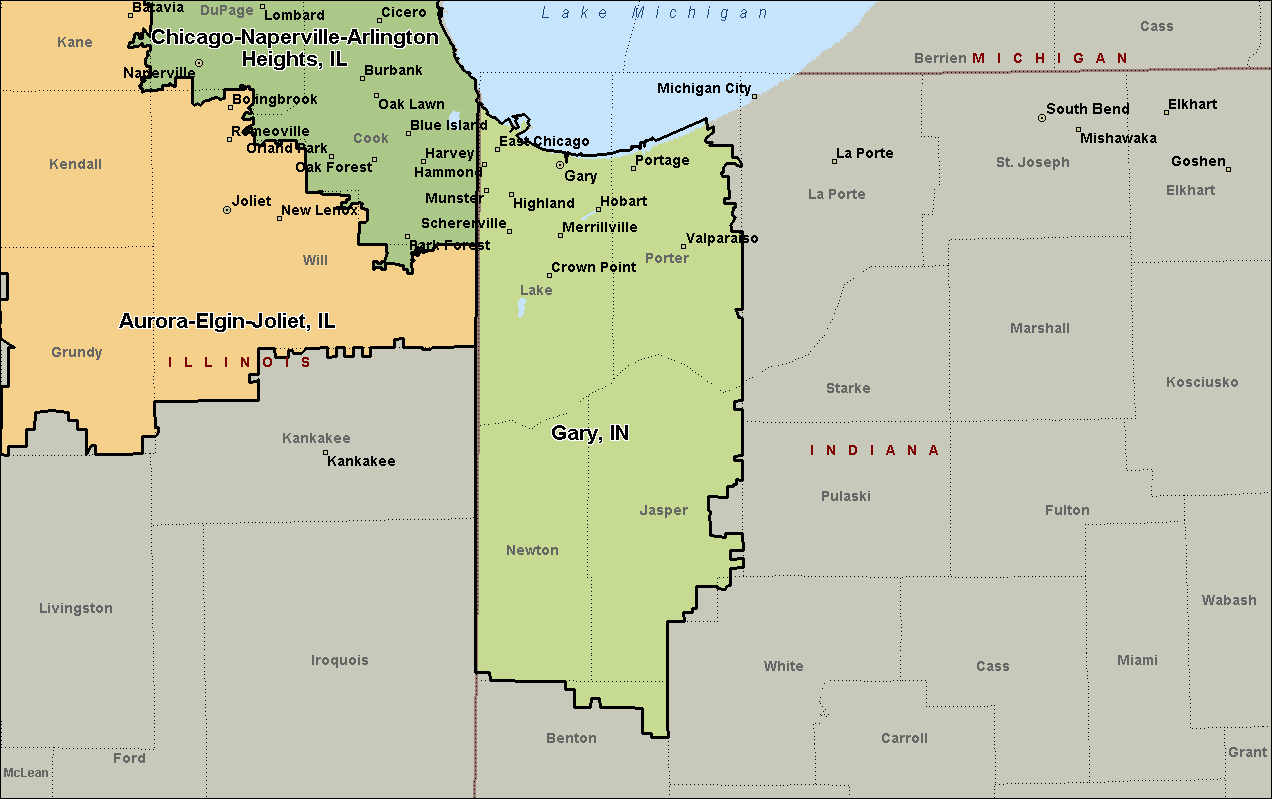 Batavia
DuPage
Lombard
Cicero
Lake Michigan
Cass
Kane
Chicago-Naperville-Arlington
Heights, IL
Berrien
MICHIGAN
Naperville
Burbank
Michigan City
Bolingbrook
Oak Lawn
South Bend
Elkhart
Romeoville
Blue Island
Mishawaka
Cook
East Chicago
Orland Park
Harvey
La Porte
Portage
Goshen
Kendall
Oak Forest
Hammond
Gary
St. Joseph
Elkhart
La Porte
Joliet
New Lenox
Munster
Highland
Hobart
Schererville
Merrillville
Park Forest
Valparaiso
Will
Porter
Crown Point
Lake
Aurora-Elgin-Joliet, IL
Marshall
Grundy
ILLINOIS
Starke
Kosciusko
Gary, IN
Kankakee
Kankakee
INDIANA
Pulaski
Jasper
Fulton
Newton
Livingston
Wabash
Iroquois
White
Cass
Miami
Benton
Carroll
Ford
Grant
McLean